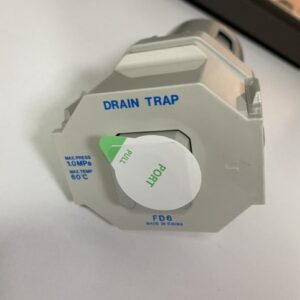 DRAIN TRAP
MAX.PRESS
1.0MPa
MAX.TEMP
60℃
PULL
PORT
FD6
MADE IN CHINA